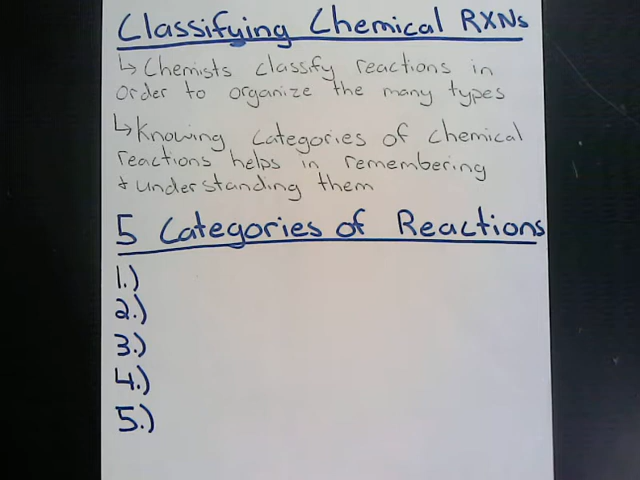 Classifying Chemical RXNs
↳ Chemists classify reactions in
order to organize the many types
↳ Knowing categories of chemical
reactions helps in remembering
+ understanding them
5 Categories of Reactions
1.)
2.)
3.)
4.)
5.)